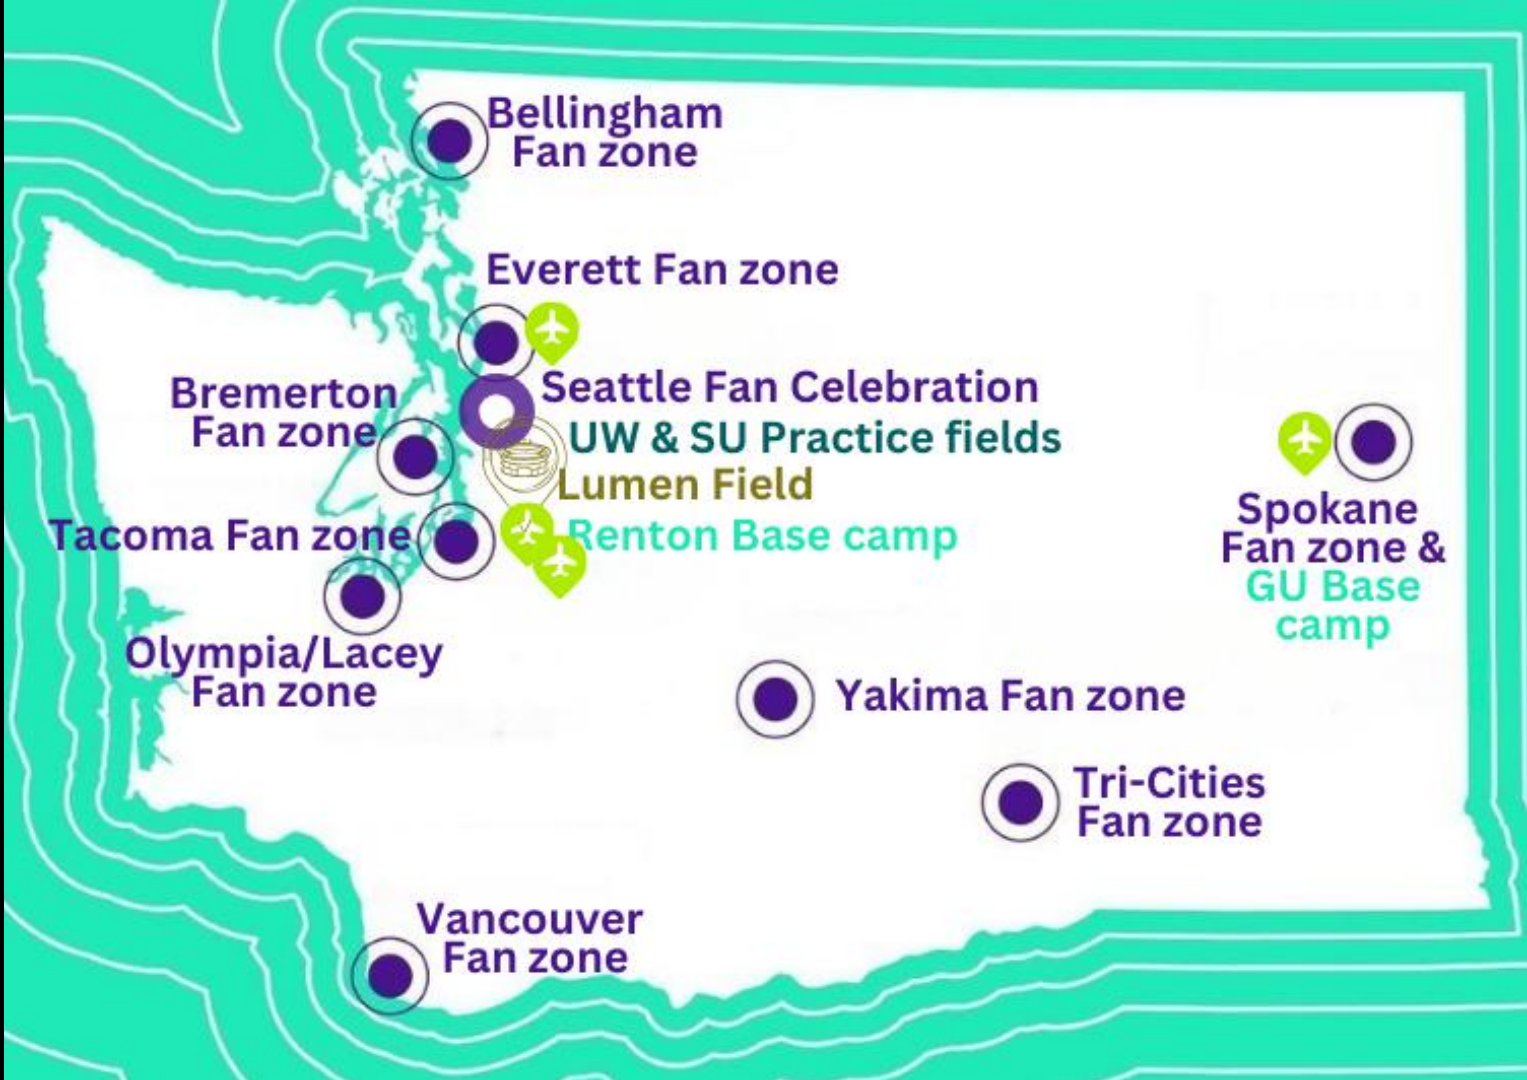 Bellingham
Fan zone
Everett Fan zone
Bremerton
Fan zone
Seattle Fan Celebration
UW & SU Practice fields
Lumen Field
Tacoma Fan zone
Renton Base camp
Spokane
Fan zone &
GU Base
camp
Olympia/Lacey
Fan zone
Yakima Fan zone
Tri-Cities
Fan zone
Vancouver
Fan zone